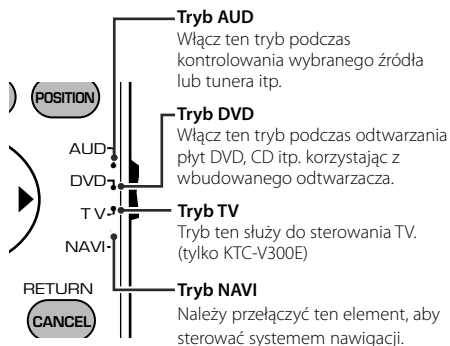 Tryb AUD
Włącz ten tryb podczas
kontrolowania wybranego źródła
lub tunera itp.
Tryb DVD
Włącz ten tryb podczas odtwarzania
płyt DVD, CD itp. korzystając z
wbudowanego odtwarzacza.
Tryb TV
Tryb ten służy do sterowania TV.
(tylko KTC-V300E)
Tryb NAVI
Należy przełączyć ten element, aby
sterować systemem nawigacji.
POSITION
AUD
DVD
TV
NAVI
RETURN
CANCEL